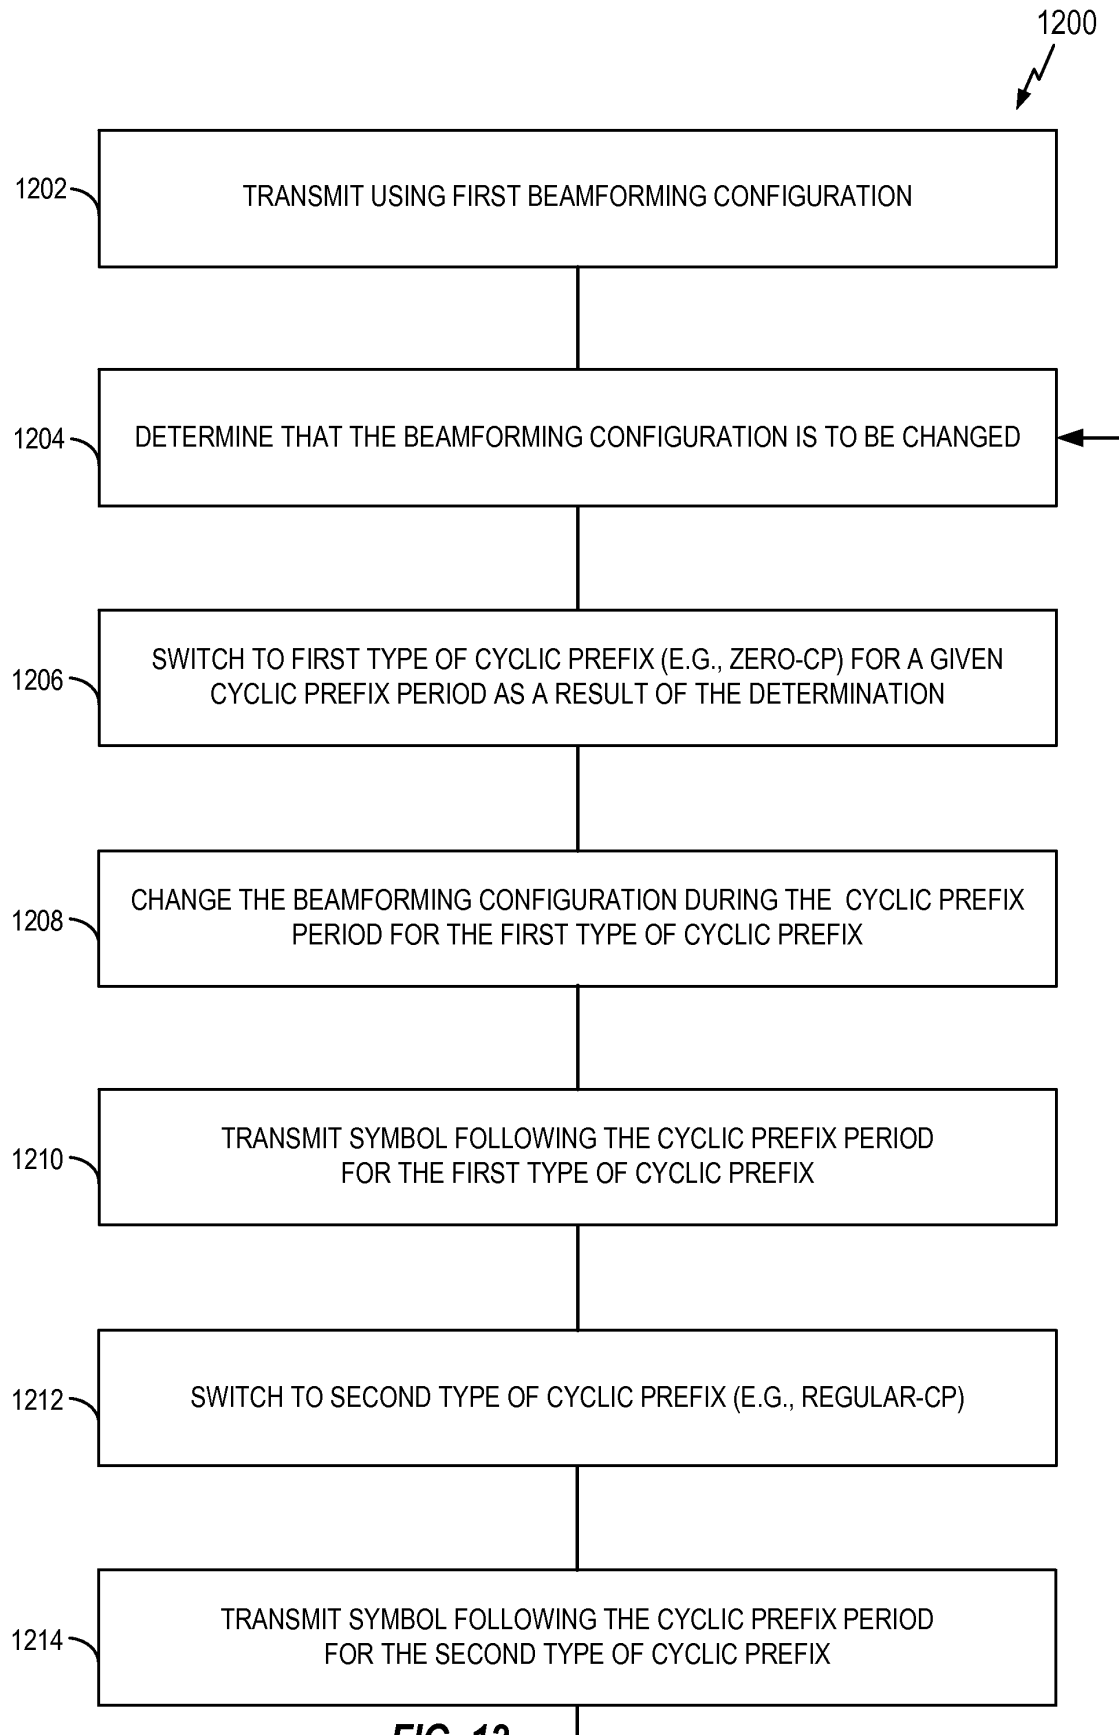 1200
1202
TRANSMIT USING FIRST BEAMFORMING CONFIGURATION
1204
DETERMINE THAT THE BEAMFORMING CONFIGURATION IS TO BE CHANGED
1206
SWITCH TO FIRST TYPE OF CYCLIC PREFIX (E.G., ZERO-CP) FOR A GIVEN
CYCLIC PREFIX PERIOD AS A RESULT OF THE DETERMINATION
1208
CHANGE THE BEAMFORMING CONFIGURATION DURING THE CYCLIC PREFIX
PERIOD FOR THE FIRST TYPE OF CYCLIC PREFIX
1210
TRANSMIT SYMBOL FOLLOWING THE CYCLIC PREFIX PERIOD
FOR THE FIRST TYPE OF CYCLIC PREFIX
1212
SWITCH TO SECOND TYPE OF CYCLIC PREFIX (E.G., REGULAR-CP)
1214
TRANSMIT SYMBOL FOLLOWING THE CYCLIC PREFIX PERIOD
FOR THE SECOND TYPE OF CYCLIC PREFIX
FIG. 12